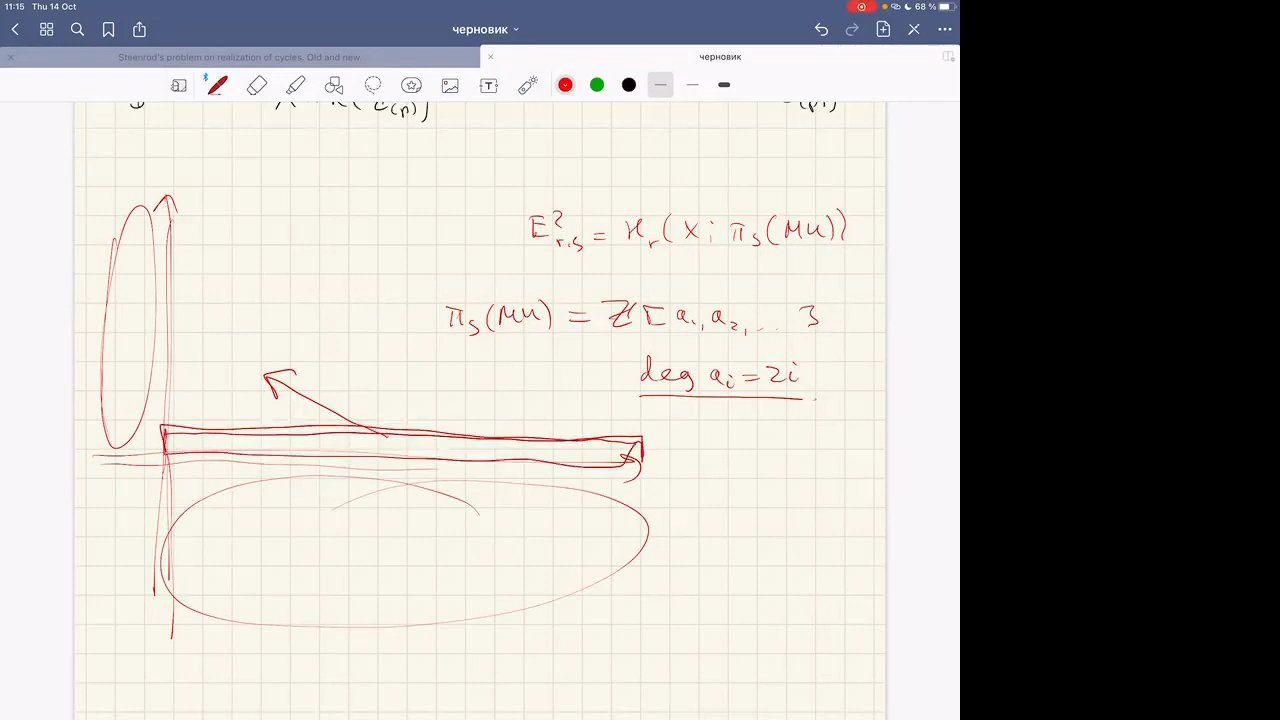 11:15 Thu 14 Oct
68 %
черновик
Steenrod's problem on realization of cycles. Old and new.
черновик
E²_{r,s} = H_r(X; π_s(MU))
π_s(MU) = ℤ[a₁, a₂, ... ]
deg a_i = 2i